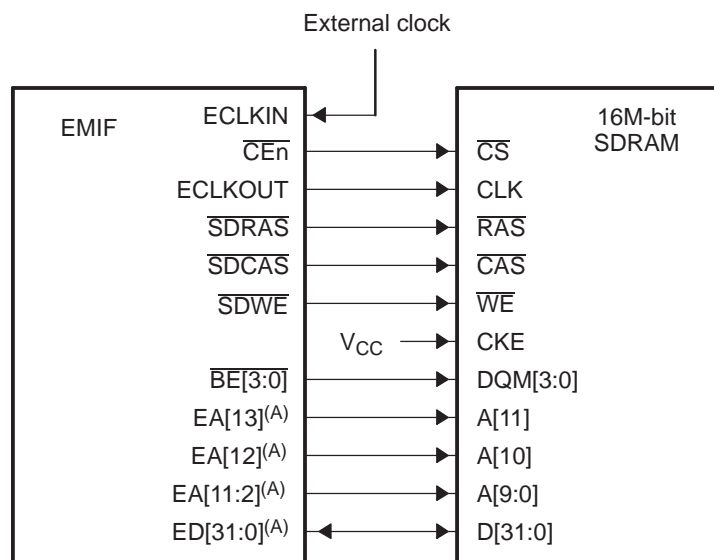 External clock
EMIF
ECLKIN
16M-bit
SDRAM
CEn
CS
ECLKOUT
CLK
SDRAS
RAS
SDCAS
CAS
SDWE
WE
VCC
CKE
BE[3:0]
DQM[3:0]
EA[13](A)
A[11]
EA[12](A)
A[10]
EA[11:2](A)
A[9:0]
ED[31:0](A)
D[31:0]